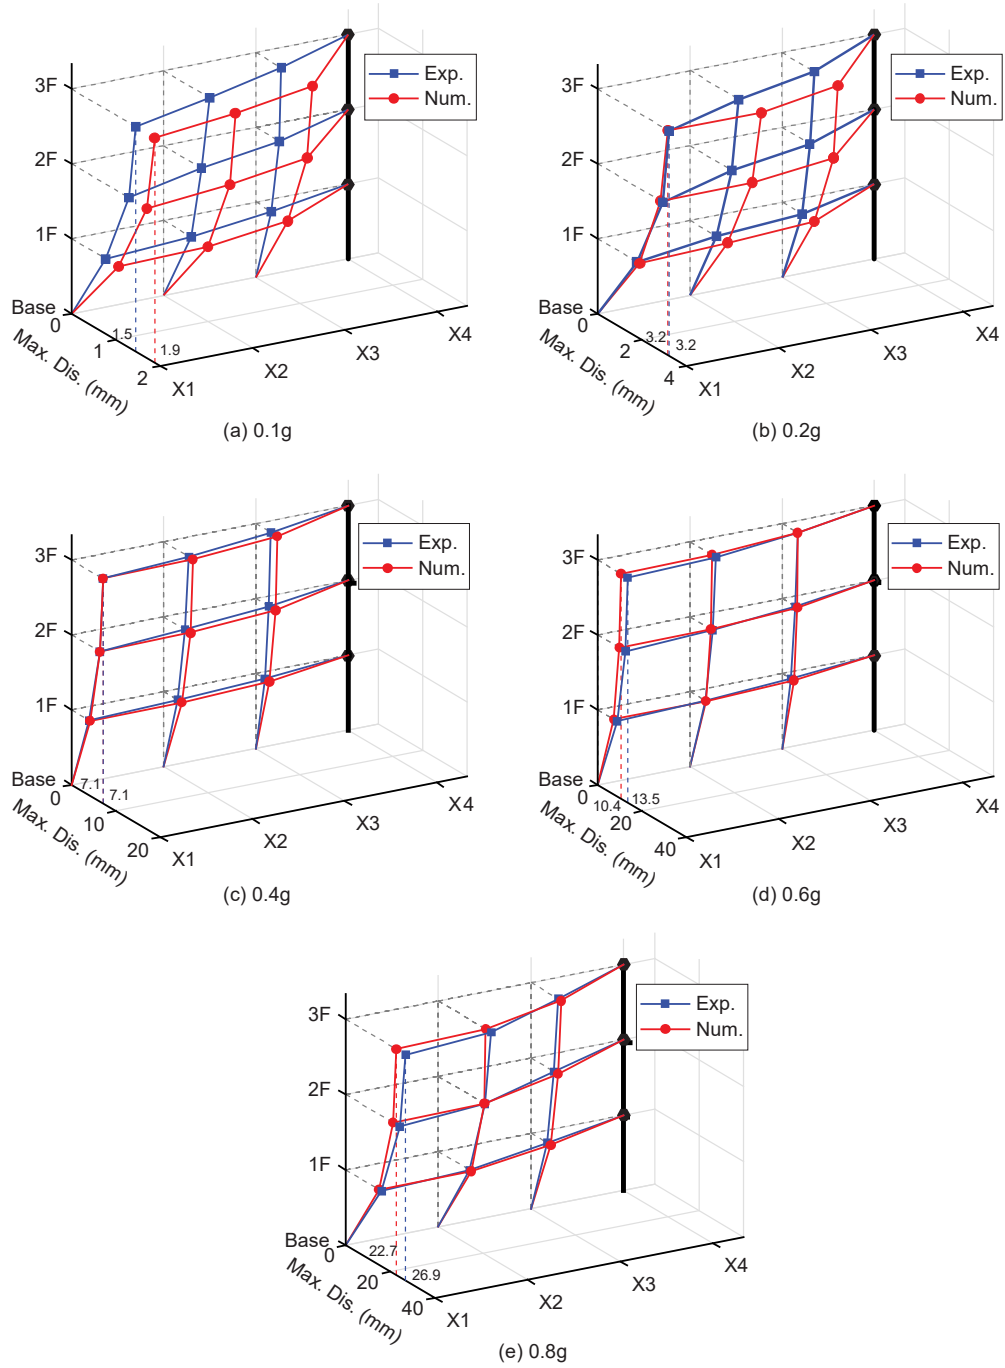 3F
2F
1F
Base
0
1
2
Max. Dis. (mm)
1.5
1.9
X1
X2
X3
X4
Exp.
Num.
(a) 0.1g
3F
2F
1F
Base
0
2
4
Max. Dis. (mm)
3.2
3.2
X1
X2
X3
X4
Exp.
Num.
(b) 0.2g
3F
2F
1F
Base
0
10
20
Max. Dis. (mm)
7.1
7.1
X1
X2
X3
X4
Exp.
Num.
(c) 0.4g
3F
2F
1F
Base
0
20
40
Max. Dis. (mm)
10.4
13.5
X1
X2
X3
X4
Exp.
Num.
(d) 0.6g
3F
2F
1F
Base
0
20
40
Max. Dis. (mm)
22.7
26.9
X1
X2
X3
X4
Exp.
Num.
(e) 0.8g